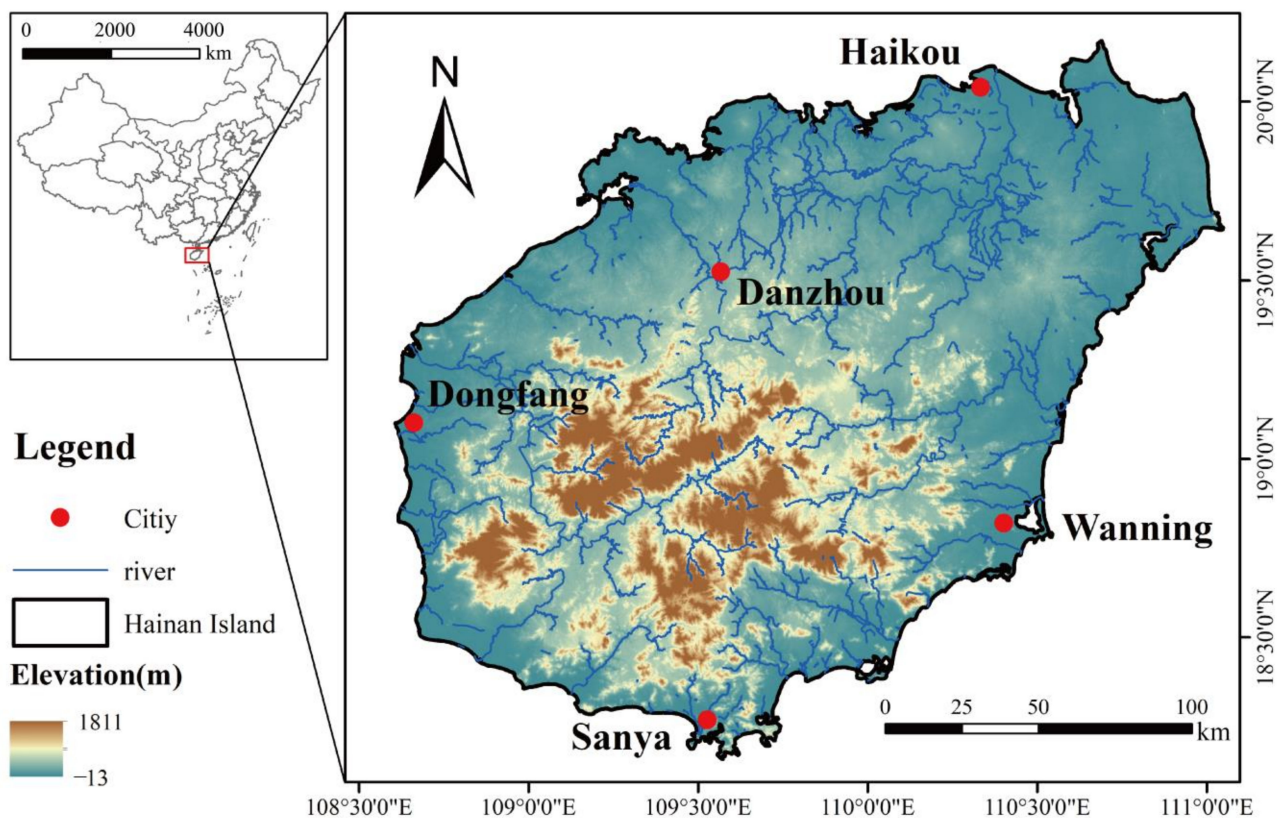 0 2000 4000
km
N
Haikou
Danzhou
Dongfang
Wanning
Sanya
Legend
Citiy
river
Hainan Island
Elevation(m)
1811
−13
0 25 50 100
km
20°0'0"N
19°30'0"N
19°0'0"N
18°30'0"N
108°30'0"E 109°0'0"E 109°30'0"E 110°0'0"E 110°30'0"E 111°0'0"E